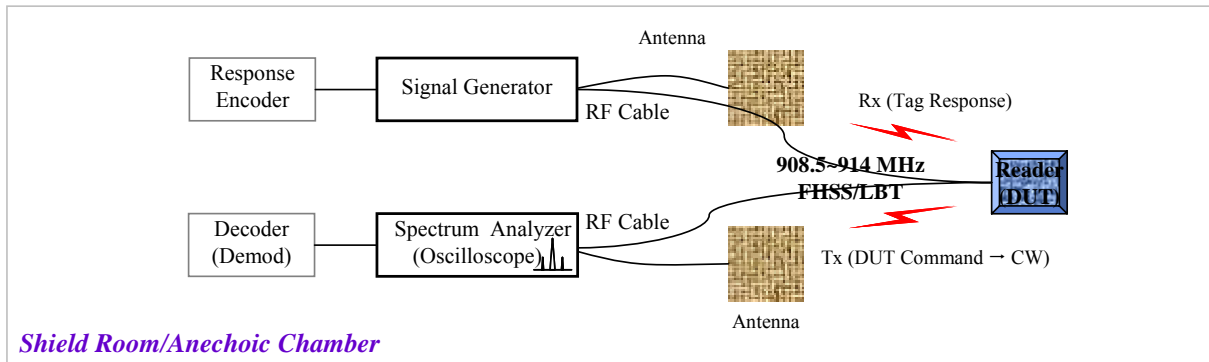 Antenna
Response
Encoder
Signal Generator
RF Cable
Rx (Tag Response)
908.5~914 MHz
FHSS/LBT
Reader
(DUT)
Decoder
(Demod)
Spectrum Analyzer
(Oscilloscope)
RF Cable
Tx (DUT Command → CW)
Antenna
Shield Room/Anechoic Chamber